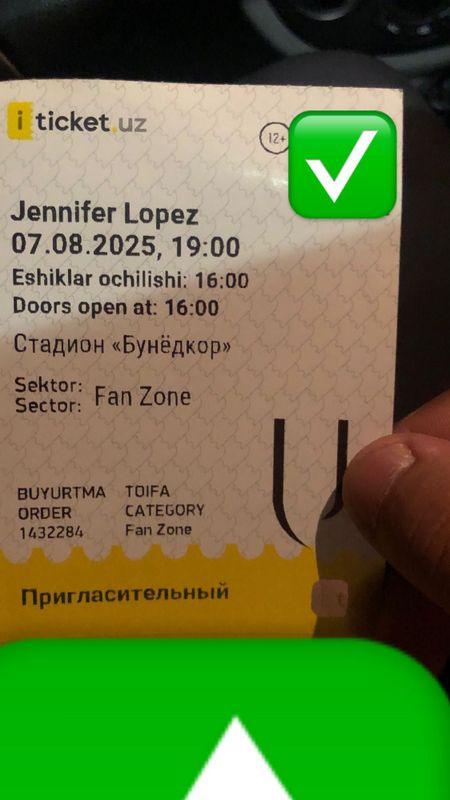 iticket.uz
12+
Jennifer Lopez
07.08.2025, 19:00
Eshiklar ochilishi: 16:00
Doors open at: 16:00
Стадион «Бунёдкор»
Sektor:
Sector: Fan Zone
BUYURTMA
ORDER
1432284
TOIFA
CATEGORY
Fan Zone
Пригласительный